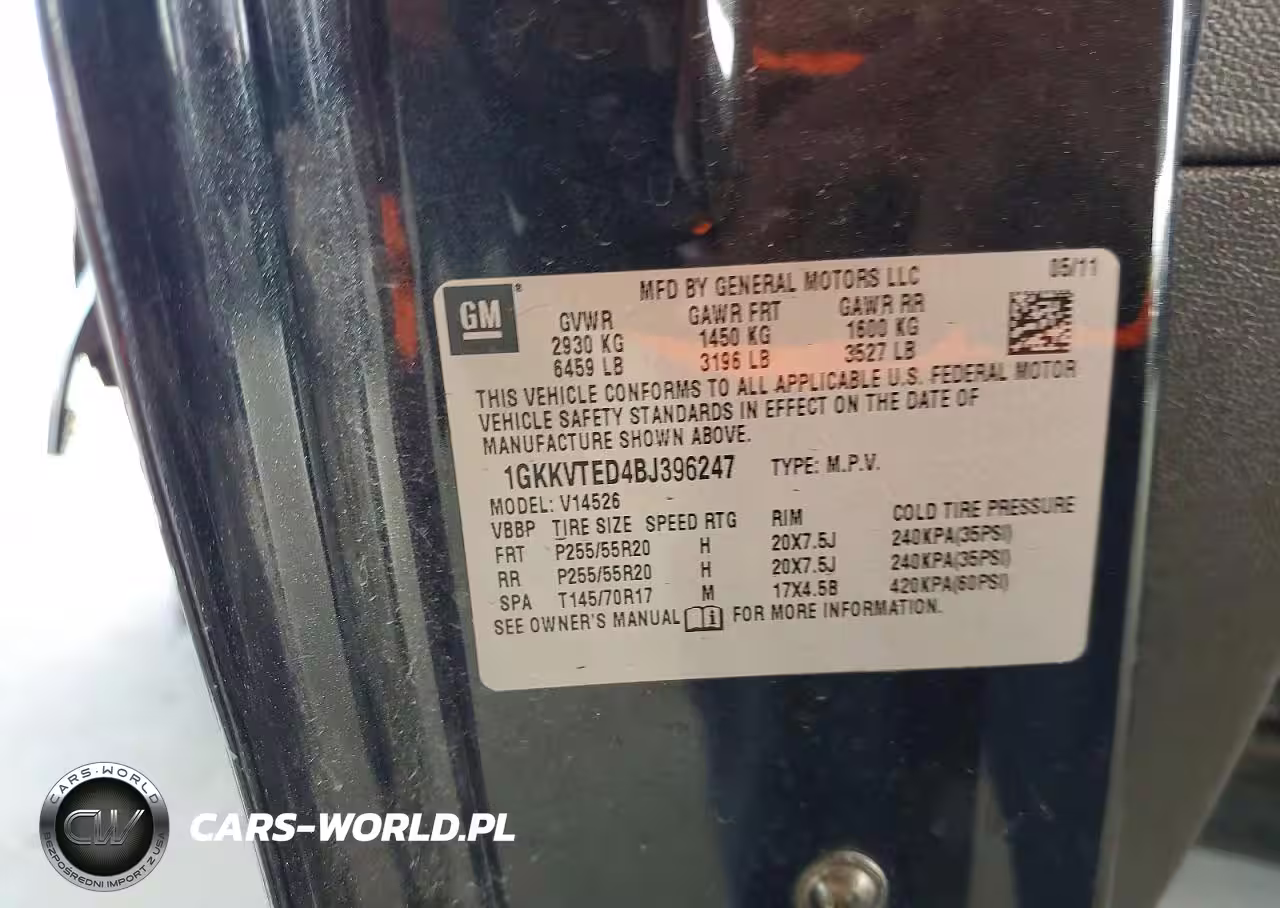 MFD BY GENERAL MOTORS LLC 05/11
GM®
GVWR GAWR FRT GAWR RR
2930 KG 1450 KG 1600 KG
6459 LB 3196 LB 3527 LB
THIS VEHICLE CONFORMS TO ALL APPLICABLE U.S. FEDERAL MOTOR
VEHICLE SAFETY STANDARDS IN EFFECT ON THE DATE OF
MANUFACTURE SHOWN ABOVE.
1GKKVTED4BJ396247 TYPE: M.P.V.
MODEL: V14526
VBBP TIRE SIZE SPEED RTG RIM COLD TIRE PRESSURE
FRT P255/55R20 H 20X7.5J 240KPA(35PSI)
RR P255/55R20 H 20X7.5J 240KPA(35PSI)
SPA T145/70R17 M 17X4.5B 420KPA(60PSI)
SEE OWNER'S MANUAL FOR MORE INFORMATION.
CARS-WORLD
CW
BEZPOŚREDNI IMPORT Z USA
CARS-WORLD.PL